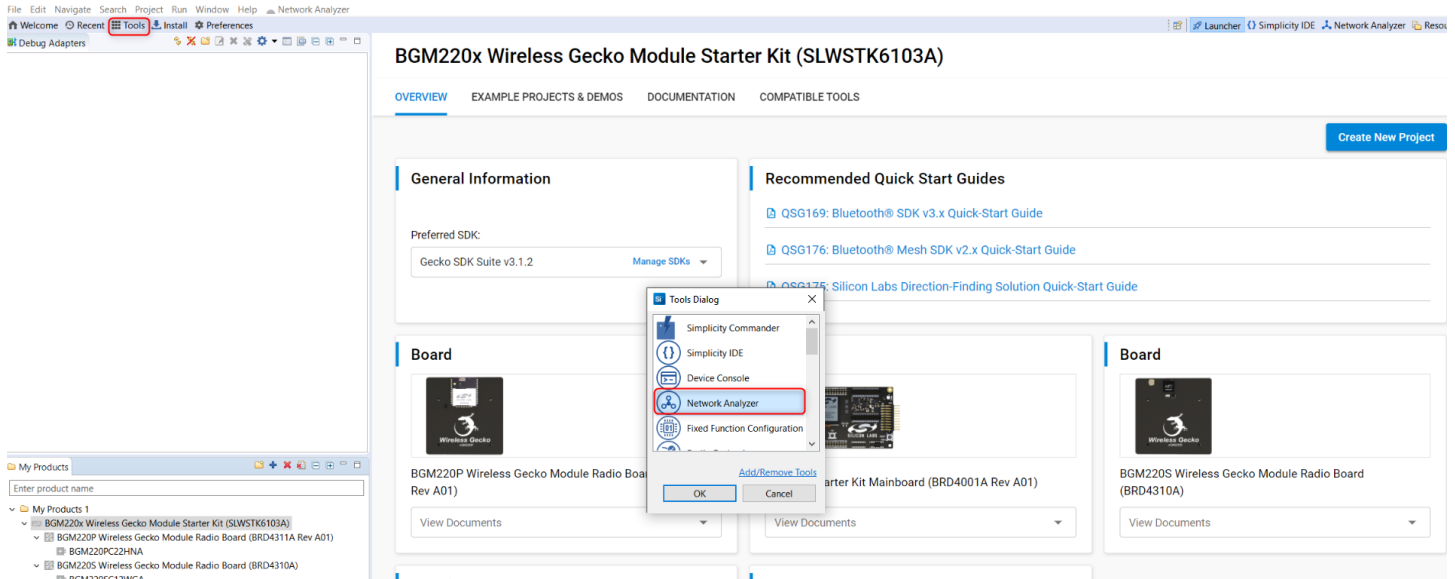 File Edit Navigate Search Project Run Window Help Network Analyzer
Welcome Recent Tools Install Preferences
Launcher Simplicity IDE Network Analyzer
Debug Adapters
BGM220x Wireless Gecko Module Starter Kit (SLWSTK6103A)
OVERVIEW EXAMPLE PROJECTS & DEMOS DOCUMENTATION COMPATIBLE TOOLS
Create New Project
General Information
Preferred SDK:
Gecko SDK Suite v3.1.2 Manage SDKs
Recommended Quick Start Guides
QSG169: Bluetooth® SDK v3.x Quick-Start Guide
QSG176: Bluetooth® Mesh SDK v2.x Quick-Start Guide
QSG175: Silicon Labs Direction-Finding Solution Quick-Start Guide
Tools Dialog
Simplicity Commander
Simplicity IDE
Device Console
Network Analyzer
Fixed Function Configuration
Add/Remove Tools
OK Cancel
Board
Wireless Gecko
BGM220P Wireless Gecko Module Radio Boa
Rev A01)
View Documents
SILICON LABS
arter Kit Mainboard (BRD4001A Rev A01)
View Documents
Board
Wireless Gecko
BGM220S Wireless Gecko Module Radio Board
(BRD4310A)
View Documents
My Products
Enter product name
My Products 1
BGM220x Wireless Gecko Module Starter Kit (SLWSTK6103A)
BGM220P Wireless Gecko Module Radio Board (BRD4311A Rev A01)
BGM220PC22HNA
BGM220S Wireless Gecko Module Radio Board (BRD4310A)